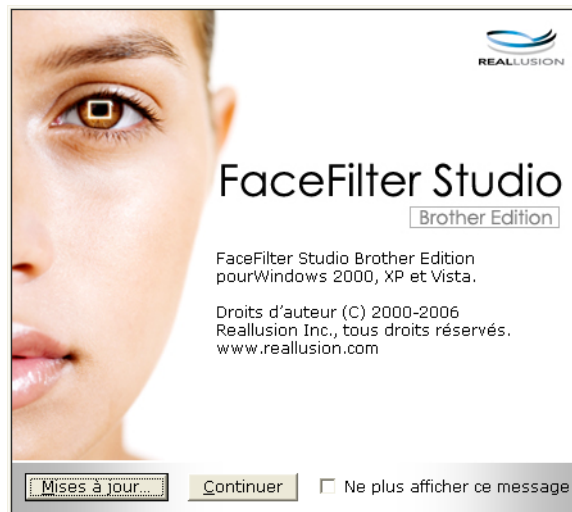 REALLUSION
FaceFilter Studio
Brother Edition
FaceFilter Studio Brother Edition
pourWindows 2000, XP et Vista.
Droits d'auteur (C) 2000-2006
Reallusion Inc., tous droits réservés.
www.reallusion.com
Mises à jour... Continuer Ne plus afficher ce message